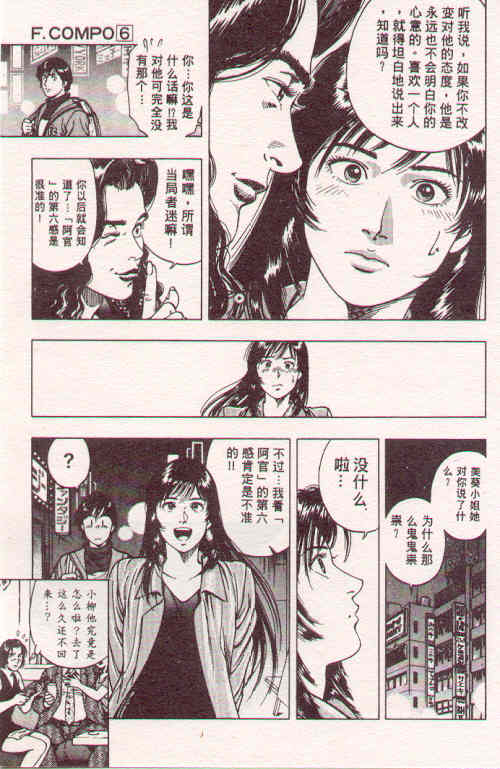 F. COMPO 6
听我说，如果你不改
变对他的态度，他是
永远也不会明白你的
心意的。喜欢一个人
，就得坦白地说出来
，知道吗？
你…你这是
什么话嘛!?我
对他可完全没
有那个…
嘿嘿，所谓
当局者迷嘛！
你以后就会知
道了…「阿官
」的第六感是
很准的！
美葵小姐她
对你说了什
么？
为什么那
么鬼鬼祟
祟？
没什么
啦…
不过…我看「
阿官」的第六
感肯定是不准
的!!
？
ファンタジー
小柳他究竟是
怎么啦？去了
这么久还不回
来…？